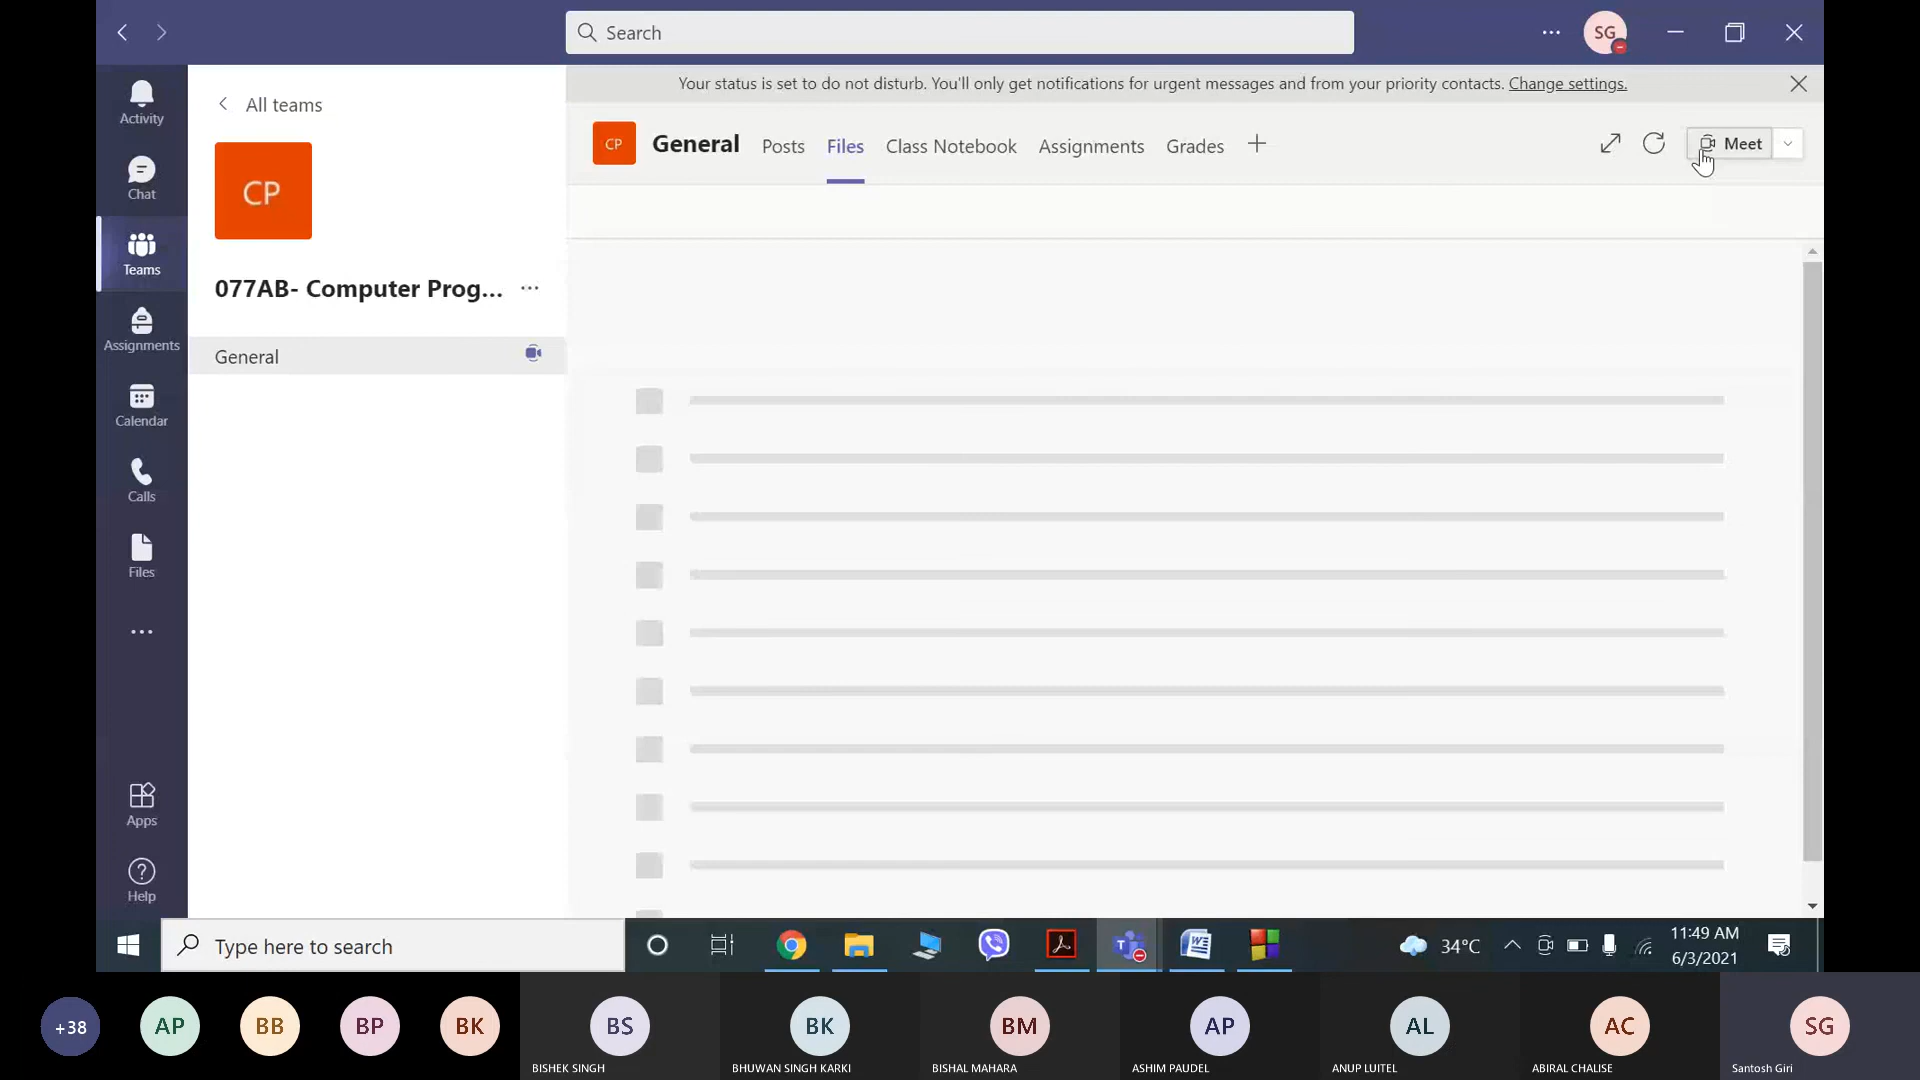 Search
SG
Your status is set to do not disturb. You'll only get notifications for urgent messages and from your priority contacts. Change settings.
Activity
Chat
Teams
Assignments
Calendar
Calls
Files
Apps
Help
All teams
CP
077AB- Computer Prog...
General
CP
General
Posts
Files
Class Notebook
Assignments
Grades
Meet
Type here to search
34°C
11:49 AM
6/3/2021
+38
AP
BB
BP
BK
BS
BISHEK SINGH
BK
BHUWAN SINGH KARKI
BM
BISHAL MAHARA
AP
ASHIM PAUDEL
AL
ANUP LUITEL
AC
ABIRAL CHALISE
SG
Santosh Giri